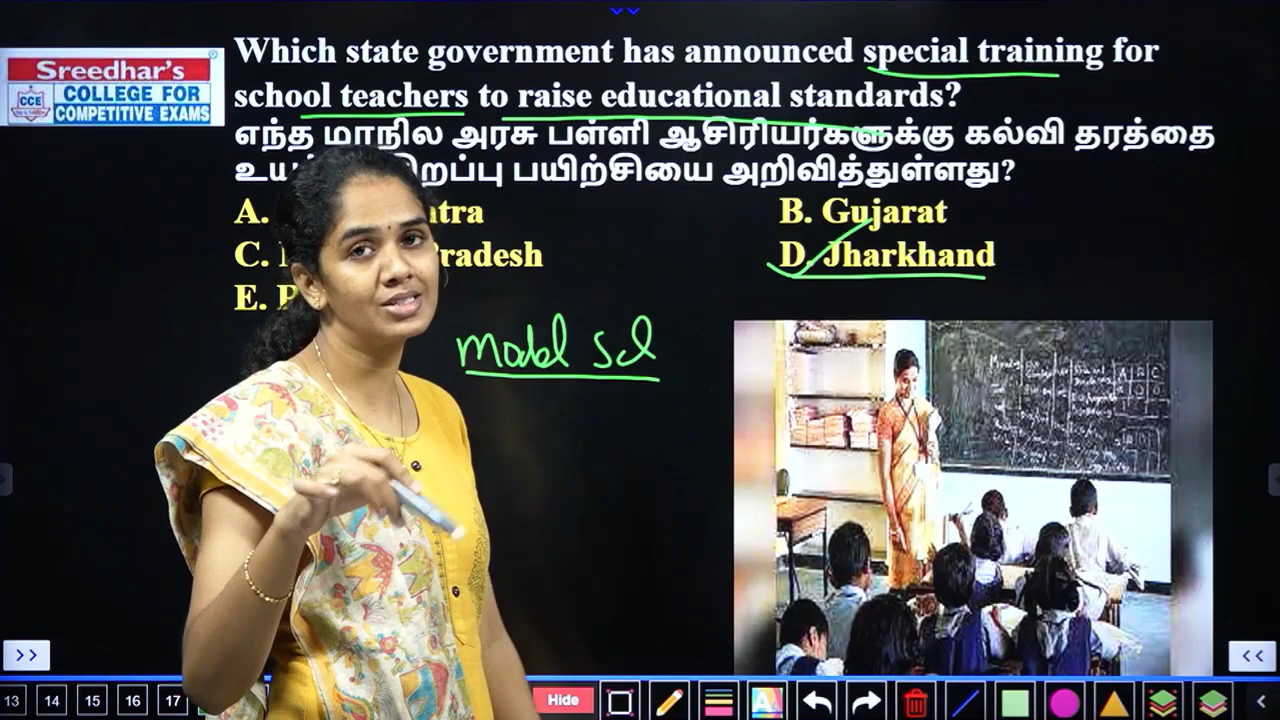 Sreedhar's
CCE
COLLEGE FOR
COMPETITIVE EXAMS
Which state government has announced special training for
school teachers to raise educational standards?
எந்த மாநில அரசு பள்ளி ஆசிரியர்களுக்கு கல்வி தரத்தை
பயிற்சியை அறிவித்துள்ளது?
A. tra
B. Gujarat
C. Pradesh
D. Jharkhand
E.
model scl
>>
<<
13 14 15 16 17
Hide